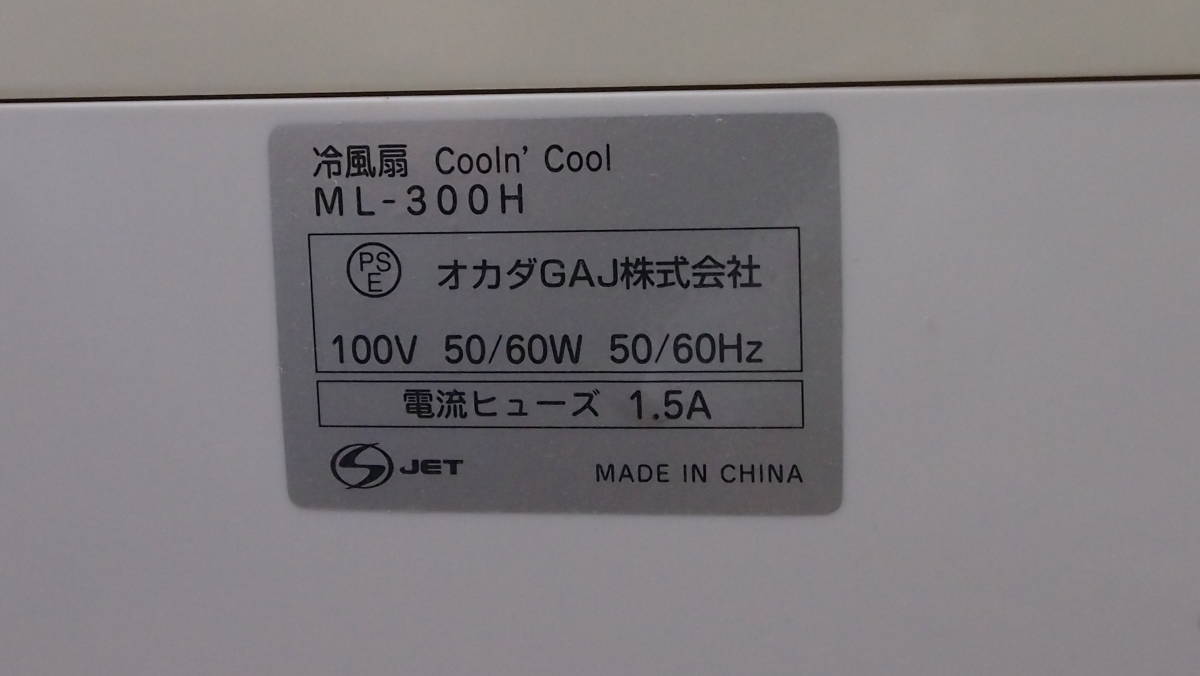 冷風扇 Cooln' Cool
ML-300H
PS
E
オカダGAJ株式会社
100V 50/60W 50/60Hz
電流ヒューズ 1.5A
S JET
MADE IN CHINA